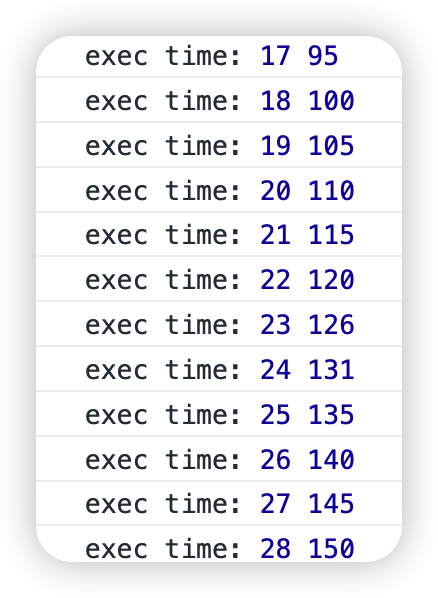 exec time: 17 95
exec time: 18 100
exec time: 19 105
exec time: 20 110
exec time: 21 115
exec time: 22 120
exec time: 23 126
exec time: 24 131
exec time: 25 135
exec time: 26 140
exec time: 27 145
exec time: 28 150